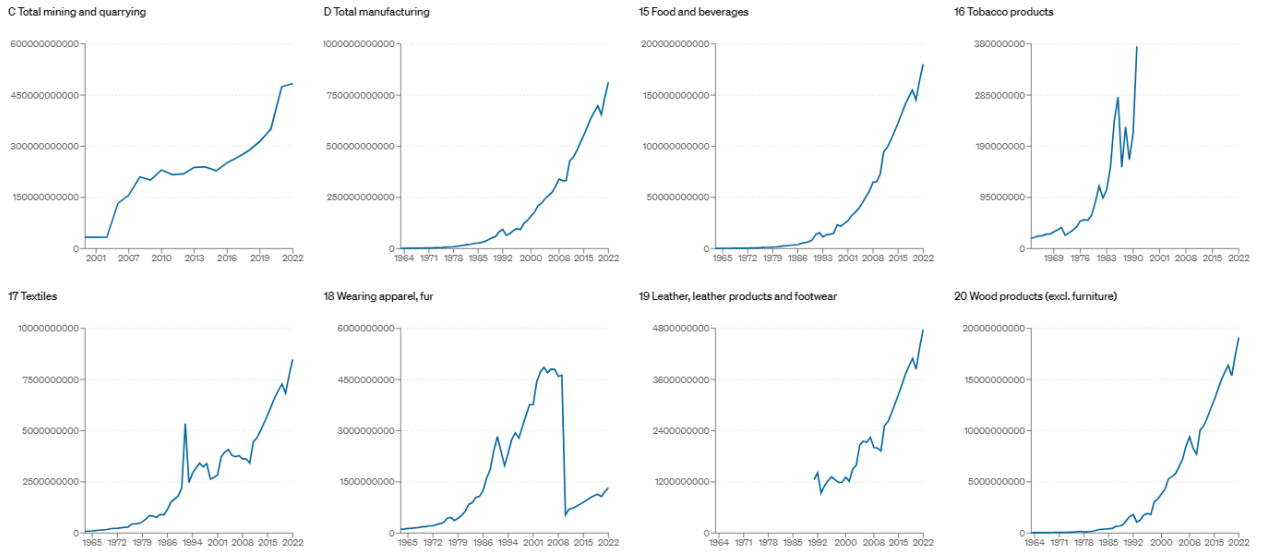 C Total mining and quarrying
600000000000
450000000000
300000000000
150000000000
0
2001 2007 2010 2013 2016 2019 2022
D Total manufacturing
1000000000000
750000000000
500000000000
250000000000
0
1964 1971 1978 1985 1994 2001 2008 2015 2022
15 Food and beverages
200000000000
150000000000
100000000000
50000000000
0
1965 1972 1979 1986 1993 2001 2008 2015 2022
16 Tobacco products
380000000
285000000
190000000
95000000
0
1969 1976 1983 1990 2001 2008 2015 2022
17 Textiles
10000000000
7500000000
5000000000
2500000000
0
1965 1972 1979 1986 1994 2001 2008 2015 2022
18 Wearing apparel, fur
6000000000
4500000000
3000000000
1500000000
0
1965 1972 1978 1985 1994 2001 2008 2015 2022
19 Leather, leather products and footwear
4800000000
3600000000
2400000000
1200000000
0
1964 1971 1978 1985 1992 2000 2008 2015 2022
20 Wood products (excl. furniture)
20000000000
15000000000
10000000000
5000000000
0
1964 1971 1978 1985 1992 2000 2008 2015 2022